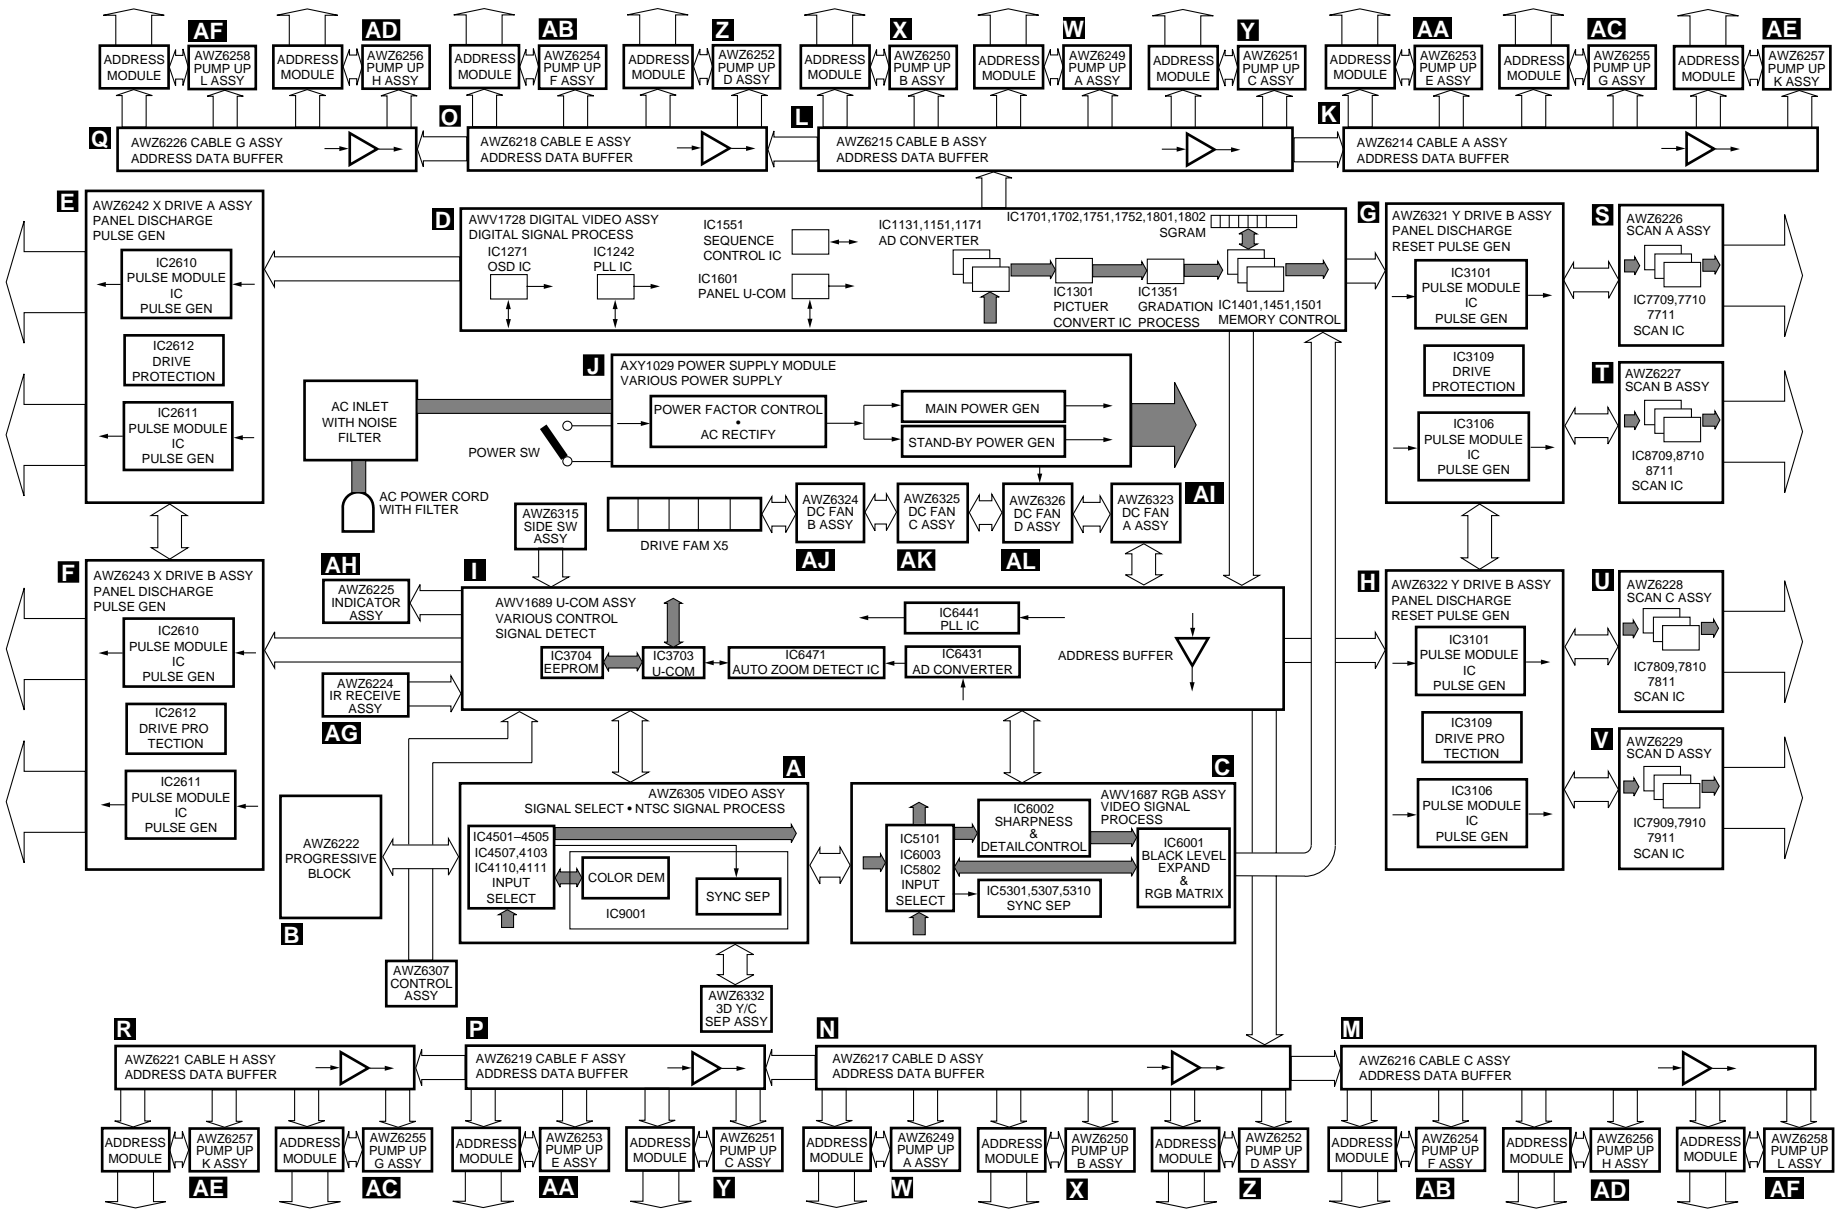 AF
AD
AB
Z
X
W
Y
AA
AC
AE
ADDRESS
MODULE
AWZ6258
PUMP UP
L ASSY
ADDRESS
MODULE
AWZ6256
PUMP UP
H ASSY
ADDRESS
MODULE
AWZ6254
PUMP UP
F ASSY
ADDRESS
MODULE
AWZ6252
PUMP UP
D ASSY
ADDRESS
MODULE
AWZ6250
PUMP UP
B ASSY
ADDRESS
MODULE
AWZ6249
PUMP UP
A ASSY
ADDRESS
MODULE
AWZ6251
PUMP UP
C ASSY
ADDRESS
MODULE
AWZ6253
PUMP UP
E ASSY
ADDRESS
MODULE
AWZ6255
PUMP UP
G ASSY
ADDRESS
MODULE
AWZ6257
PUMP UP
K ASSY
Q
AWZ6226 CABLE G ASSY
ADDRESS DATA BUFFER
O
AWZ6218 CABLE E ASSY
ADDRESS DATA BUFFER
L
AWZ6215 CABLE B ASSY
ADDRESS DATA BUFFER
K
AWZ6214 CABLE A ASSY
ADDRESS DATA BUFFER
E
AWZ6242 X DRIVE A ASSY
PANEL DISCHARGE
PULSE GEN
IC2610
PULSE MODULE
IC
PULSE GEN
IC2612
DRIVE
PROTECTION
IC2611
PULSE MODULE
IC
PULSE GEN
D
AWV1728 DIGITAL VIDEO ASSY
DIGITAL SIGNAL PROCESS
IC1271
OSD IC
IC1242
PLL IC
IC1551
SEQUENCE
CONTROL IC
IC1601
PANEL U-COM
IC1131,1151,1171
AD CONVERTER
IC1701,1702,1751,1752,1801,1802
SGRAM
IC1301
PICTUER
CONVERT IC
IC1351
GRADATION
PROCESS
IC1401,1451,1501
MEMORY CONTROL
G
AWZ6321 Y DRIVE B ASSY
PANEL DISCHARGE
RESET PULSE GEN
IC3101
PULSE MODULE
IC
PULSE GEN
IC3109
DRIVE
PROTECTION
IC3106
PULSE MODULE
IC
PULSE GEN
S
AWZ6226
SCAN A ASSY
IC7709,7710
7711
SCAN IC
T
AWZ6227
SCAN B ASSY
IC8709,8710
8711
SCAN IC
J
AXY1029 POWER SUPPLY MODULE
VARIOUS POWER SUPPLY
POWER FACTOR CONTROL
•
AC RECTIFY
MAIN POWER GEN
STAND-BY POWER GEN
AC INLET
WITH NOISE
FILTER
POWER SW
AC POWER CORD
WITH FILTER
AWZ6315
SIDE SW
ASSY
DRIVE FAM X5
AWZ6324
DC FAN
B ASSY
AJ
AWZ6325
DC FAN
C ASSY
AK
AWZ6326
DC FAN
D ASSY
AL
AWZ6323
DC FAN
A ASSY
AI
F
AWZ6243 X DRIVE B ASSY
PANEL DISCHARGE
PULSE GEN
IC2610
PULSE MODULE
IC
PULSE GEN
IC2612
DRIVE PRO
TECTION
IC2611
PULSE MODULE
IC
PULSE GEN
AH
AWZ6225
INDICATOR
ASSY
AWZ6224
IR RECEIVE
ASSY
AG
I
AWV1689 U-COM ASSY
VARIOUS CONTROL
SIGNAL DETECT
IC3704
EEPROM
IC3703
U-COM
IC6471
AUTO ZOOM DETECT IC
IC6441
PLL IC
IC6431
AD CONVERTER
ADDRESS BUFFER
H
AWZ6322 Y DRIVE B ASSY
PANEL DISCHARGE
RESET PULSE GEN
IC3101
PULSE MODULE
IC
PULSE GEN
IC3109
DRIVE PRO
TECTION
IC3106
PULSE MODULE
IC
PULSE GEN
U
AWZ6228
SCAN C ASSY
IC7809,7810
7811
SCAN IC
V
AWZ6229
SCAN D ASSY
IC7909,7910
7911
SCAN IC
AWZ6222
PROGRESSIVE
BLOCK
B
A
AWZ6305 VIDEO ASSY
SIGNAL SELECT • NTSC SIGNAL PROCESS
IC4501–4505
IC4507,4103
IC4110,4111
INPUT
SELECT
COLOR DEM
SYNC SEP
IC9001
C
AWV1687 RGB ASSY
VIDEO SIGNAL
PROCESS
IC5101
IC6003
IC5802
INPUT
SELECT
IC6002
SHARPNESS
&
DETAILCONTROL
IC5301,5307,5310
SYNC SEP
IC6001
BLACK LEVEL
EXPAND
&
RGB MATRIX
AWZ6307
CONTROL
ASSY
AWZ6332
3D Y/C
SEP ASSY
R
AWZ6221 CABLE H ASSY
ADDRESS DATA BUFFER
P
AWZ6219 CABLE F ASSY
ADDRESS DATA BUFFER
N
AWZ6217 CABLE D ASSY
ADDRESS DATA BUFFER
M
AWZ6216 CABLE C ASSY
ADDRESS DATA BUFFER
ADDRESS
MODULE
AWZ6257
PUMP UP
K ASSY
ADDRESS
MODULE
AWZ6255
PUMP UP
G ASSY
ADDRESS
MODULE
AWZ6253
PUMP UP
E ASSY
ADDRESS
MODULE
AWZ6251
PUMP UP
C ASSY
ADDRESS
MODULE
AWZ6249
PUMP UP
A ASSY
ADDRESS
MODULE
AWZ6250
PUMP UP
B ASSY
ADDRESS
MODULE
AWZ6252
PUMP UP
D ASSY
ADDRESS
MODULE
AWZ6254
PUMP UP
F ASSY
ADDRESS
MODULE
AWZ6256
PUMP UP
H ASSY
ADDRESS
MODULE
AWZ6258
PUMP UP
L ASSY
AE
AC
AA
Y
W
X
Z
AB
AD
AF